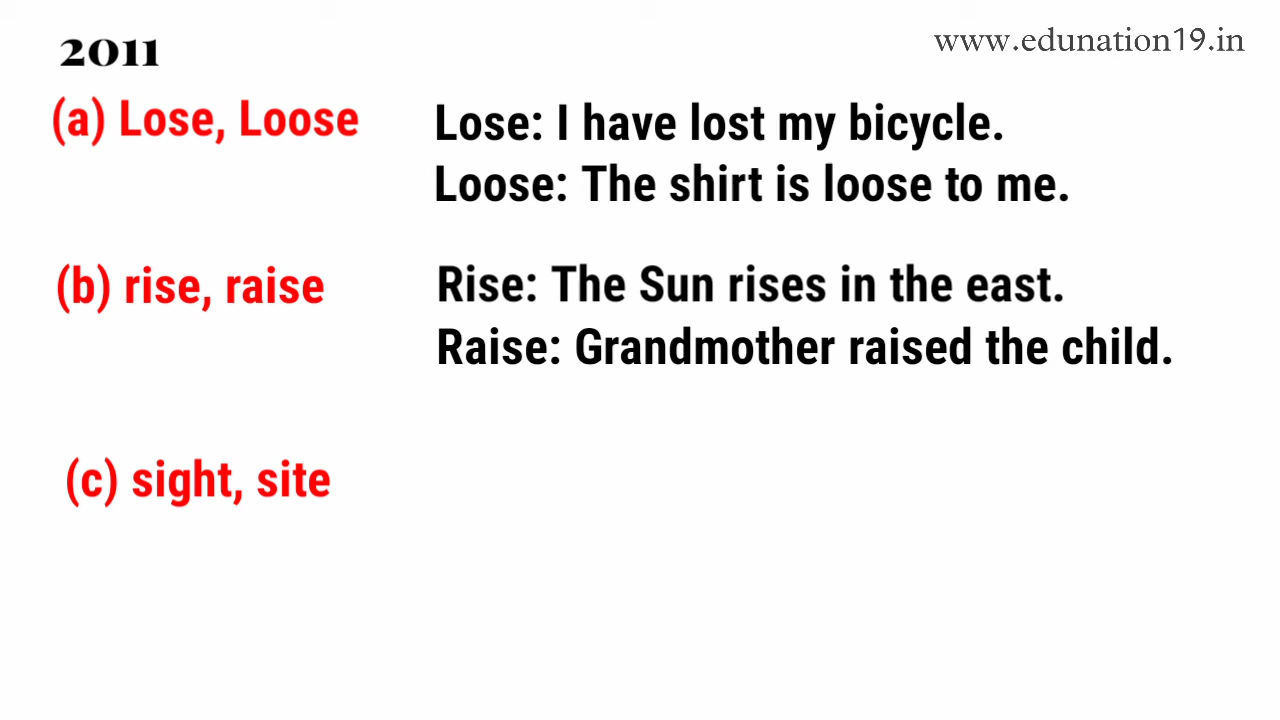 2011
www.edunation19.in
(a) Lose, Loose
Lose: I have lost my bicycle.
Loose: The shirt is loose to me.
(b) rise, raise
Rise: The Sun rises in the east.
Raise: Grandmother raised the child.
(c) sight, site